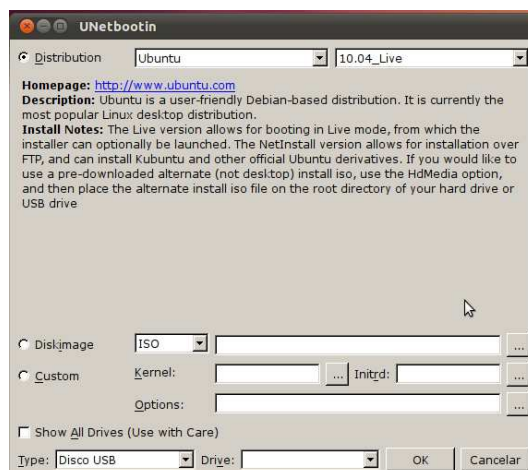 UNetbootin
Distribution Ubuntu 10.04_Live
Homepage: http://www.ubuntu.com
Description: Ubuntu is a user-friendly Debian-based distribution. It is currently the
most popular Linux desktop distribution.
Install Notes: The Live version allows for booting in Live mode, from which the
installer can optionally be launched. The NetInstall version allows for installation over
FTP, and can install Kubuntu and other official Ubuntu derivatives. If you would like to
use a pre-downloaded alternate (not desktop) install iso, use the HdMedia option,
and then place the alternate install iso file on the root directory of your hard drive or
USB drive
Diskimage ISO ...
Custom Kernel: ... Initrd: ...
Options: ...
Show All Drives (Use with Care)
Type: Disco USB Drive: OK Cancelar